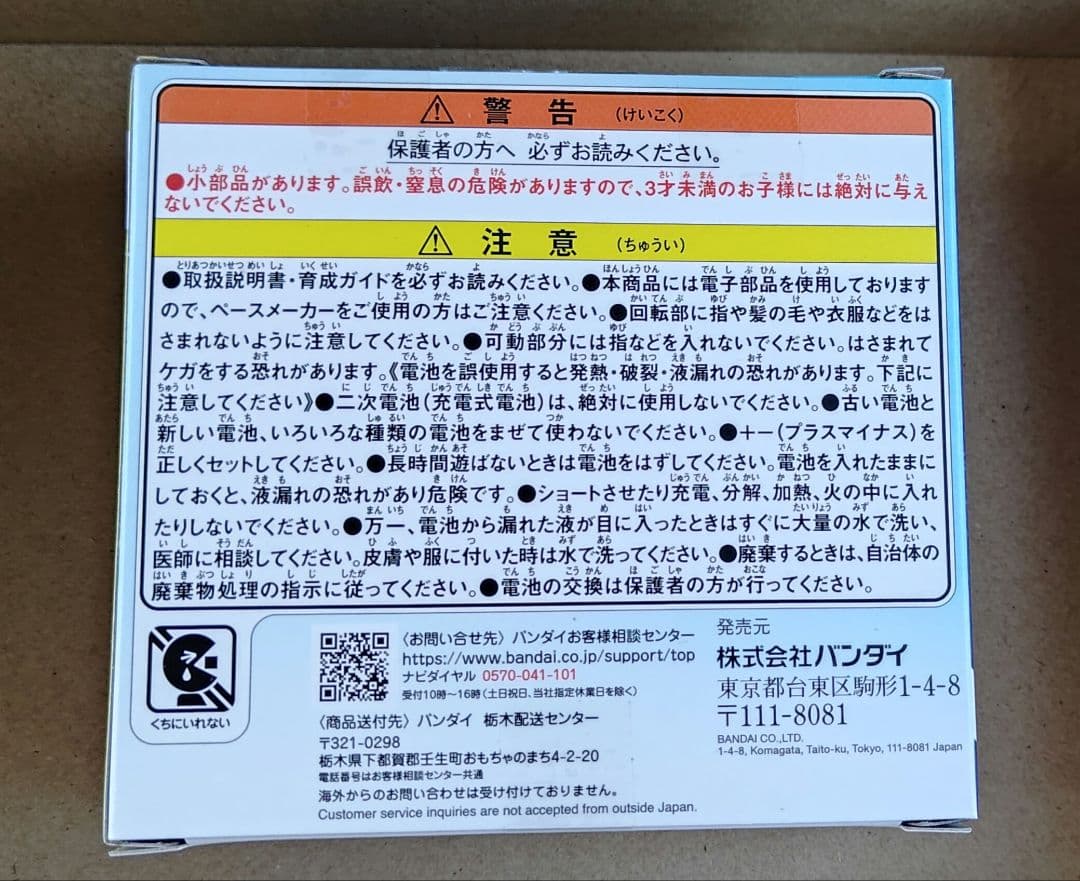 ⚠ 警告 (けいこく)
保護者の方へ 必ずお読みください。
●小部品があります。誤飲・窒息の危険がありますので、3才未満のお子様には絶対に与え
ないでください。
⚠ 注意 (ちゅうい)
●取扱説明書・育成ガイドを必ずお読みください。●本商品には電子部品を使用しております
ので、ペースメーカーをご使用の方はご注意ください。●回転部に指や髪の毛や衣服などをは
さまれないように注意してください。●可動部分には指などを入れないでください。はさまれて
ケガをする恐れがあります。《電池を誤使用すると発熱・破裂・液漏れの恐れがあります。下記に
注意してください》●二次電池(充電式電池)は、絶対に使用しないでください。●古い電池と
新しい電池、いろいろな種類の電池をまぜて使わないでください。●+-(プラスマイナス)を
正しくセットしてください。●長時間遊ばないときは電池をはずしてください。電池を入れたままに
しておくと、液漏れの恐れがあり危険です。●ショートさせたり充電、分解、加熱、火の中に入れ
たりしないでください。●万一、電池から漏れた液が目に入ったときはすぐに大量の水で洗い、
医師に相談してください。皮膚や服に付いた時は水で洗ってください。●廃棄するときは、自治体の
廃棄物処理の指示に従ってください。●電池の交換は保護者の方が行ってください。
くちにいれない
〈お問い合せ先〉バンダイお客様相談センター
https://www.bandai.co.jp/support/top
ナビダイヤル 0570-041-101
受付10時〜16時(土日祝日、当社指定休業日を除く)
〈商品送付先〉バンダイ 栃木配送センター
〒321-0298
栃木県下都賀郡壬生町おもちゃのまち4-2-20
電話番号はお客様相談センター共通
海外からのお問い合わせは受け付けておりません。
Customer service inquiries are not accepted from outside Japan.
発売元
株式会社バンダイ
東京都台東区駒形1-4-8
〒111-8081
BANDAI CO.,LTD.
1-4-8, Komagata, Taito-ku, Tokyo, 111-8081 Japan